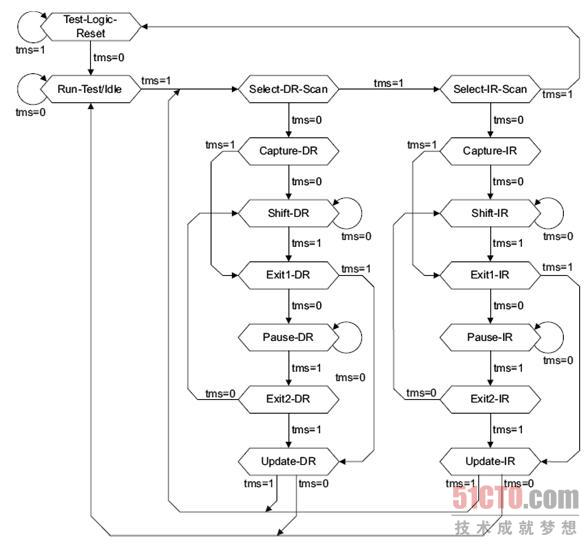 Test-Logic-
Reset
tms=1
tms=0
Run-Test/Idle
tms=0
tms=1
Select-DR-Scan
tms=1
Select-IR-Scan
tms=1
tms=0
tms=0
tms=1
Capture-DR
tms=1
Capture-IR
tms=0
tms=0
Shift-DR
tms=0
Shift-IR
tms=0
tms=1
tms=1
Exit1-DR
tms=1
Exit1-IR
tms=1
tms=0
tms=0
Pause-DR
tms=0
Pause-IR
tms=0
tms=1
tms=1
tms=0
Exit2-DR
tms=0
Exit2-IR
tms=1
tms=1
Update-DR
Update-IR
tms=1
tms=0
tms=1
tms=0
51CTO.com
技术成就梦想